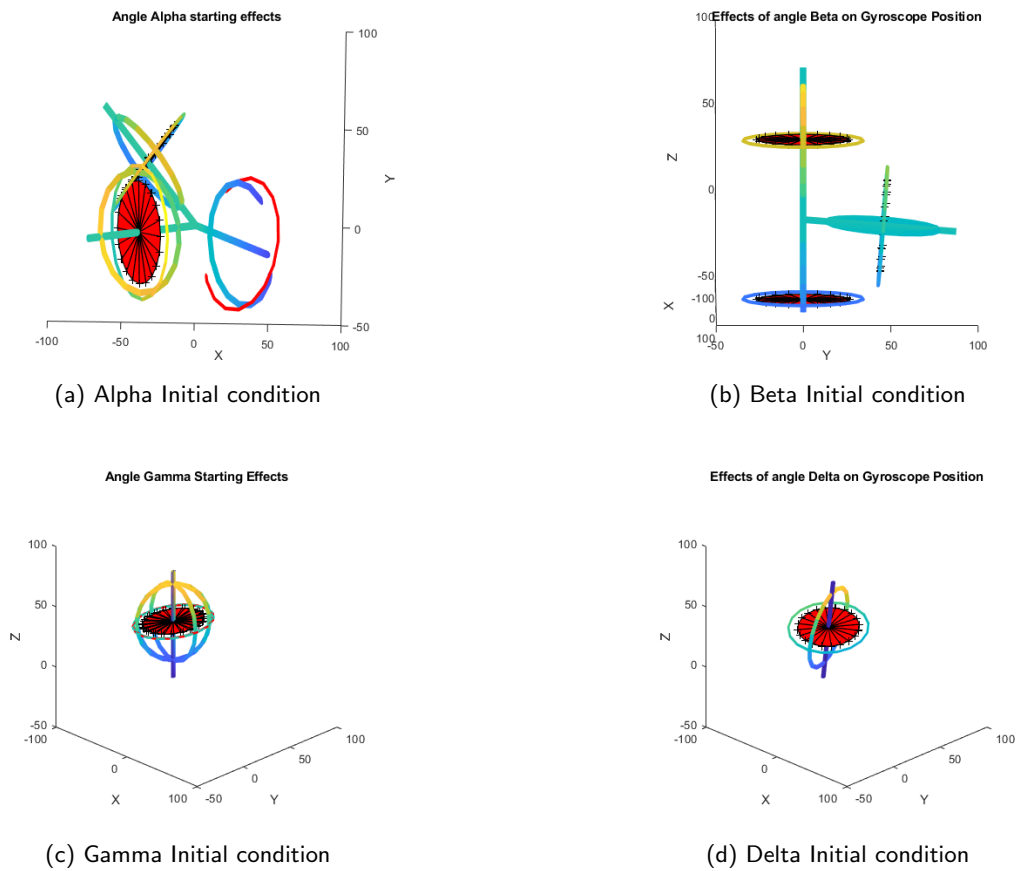 Angle Alpha starting effects
100
50
0
-50
Y
-100
-50
0
50
100
X
(a) Alpha Initial condition
Effects of angle Beta on Gyroscope Position
100
50
0
-50
Z
-100
0
100
X
-50
0
50
100
Y
(b) Beta Initial condition
Angle Gamma Starting Effects
100
50
0
-50
Z
-100
0
100
X
-50
0
50
100
Y
(c) Gamma Initial condition
Effects of angle Delta on Gyroscope Position
100
50
0
-50
Z
-100
0
100
X
-50
0
50
100
Y
(d) Delta Initial condition